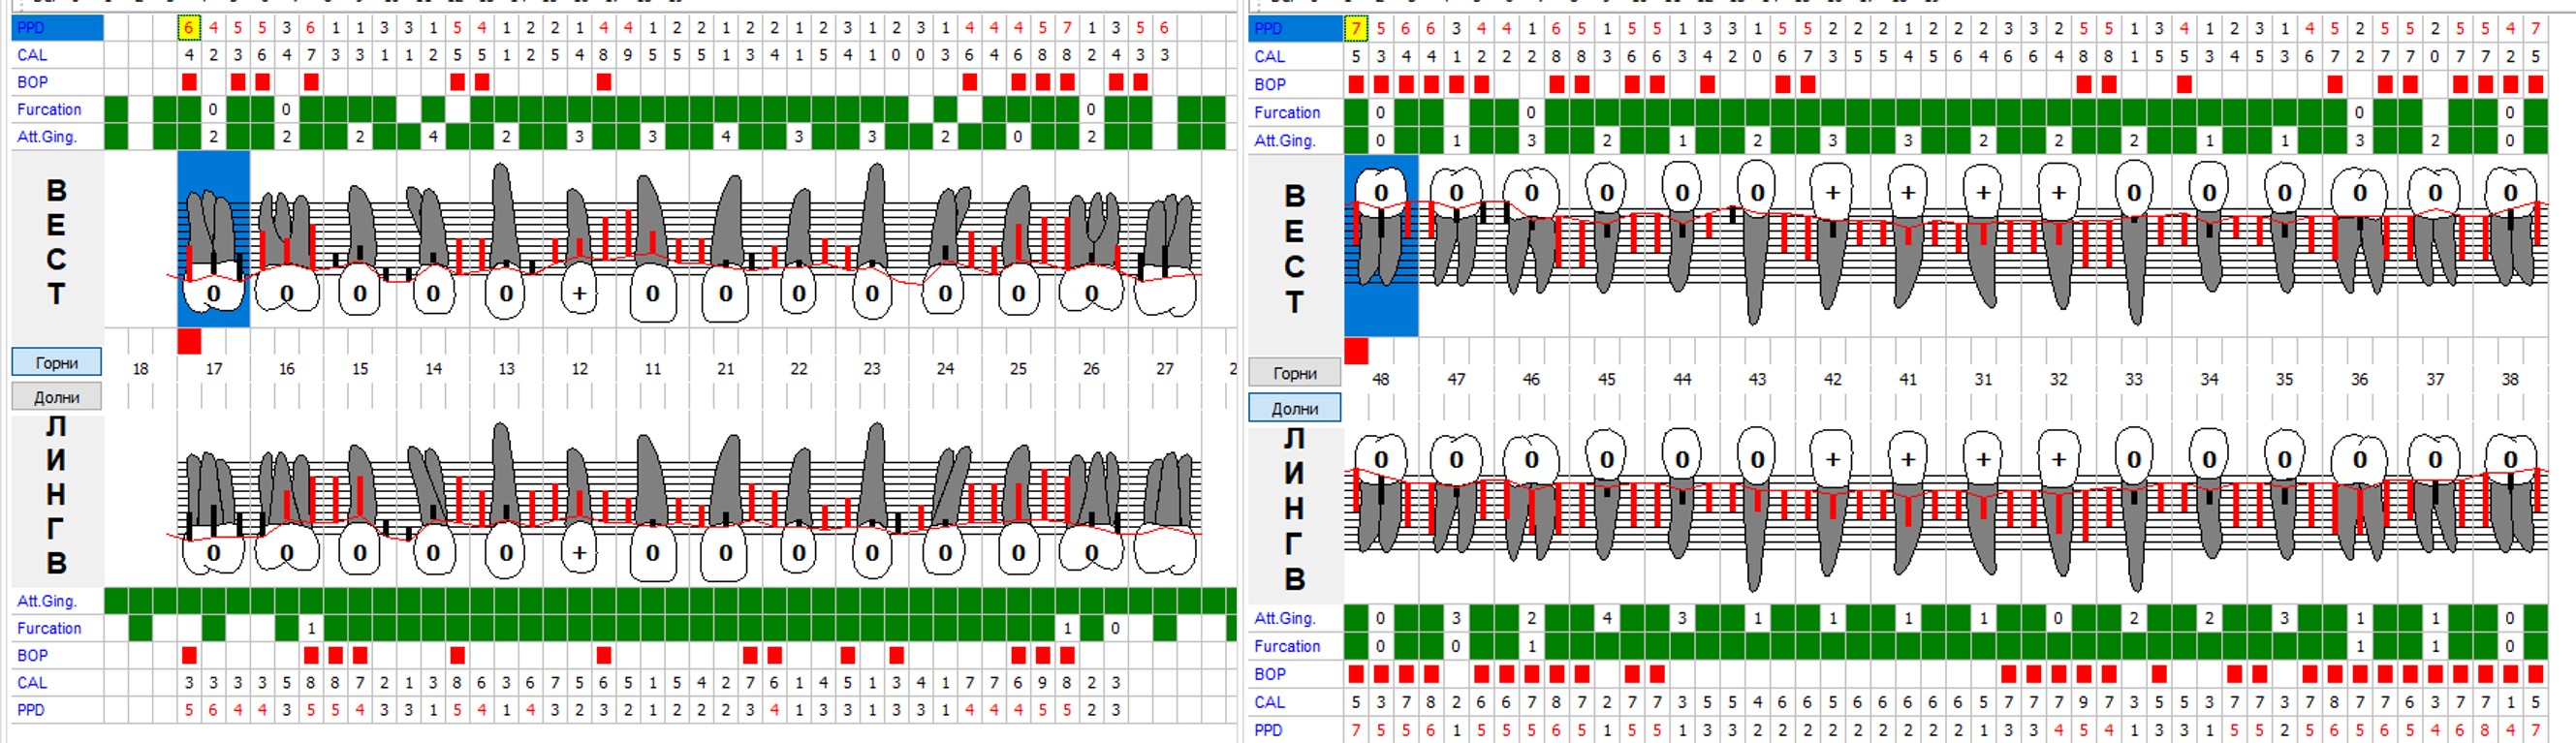 PPD 6 4 5 5 3 6 1 1 3 3 1 5 4 1 2 2 1 4 4 1 2 2 1 2 2 1 2 3 1 2 3 1 4 4 4 5 7 1 3 5 6
CAL 4 2 3 6 4 7 3 3 1 1 2 5 5 1 2 5 4 8 9 5 5 5 1 3 4 1 5 4 1 0 0 3 6 4 6 8 8 2 4 3 3
BOP
Furcation 0 0 0
Att.Ging. 2 2 2 4 2 3 3 4 3 3 2 0 2
ВЕСТ
0 0 0 0 0 + 0 0 0 0 0 0 0
Горни
18 17 16 15 14 13 12 11 21 22 23 24 25 26 27 2
Долни
ЛИНГВ
0 0 0 0 0 + 0 0 0 0 0 0 0
Att.Ging.
Furcation 1 1 0
BOP
CAL 3 3 3 3 5 8 8 7 2 1 3 8 6 3 6 7 5 6 5 1 5 4 2 7 6 1 4 5 1 3 4 1 7 7 6 9 8 2 3
PPD 5 6 4 4 3 5 5 4 3 3 1 5 4 1 4 3 2 3 2 1 2 2 2 3 4 1 3 3 1 3 3 1 4 4 4 5 5 2 3
PPD 7 5 6 6 3 4 4 1 6 5 1 5 5 1 3 3 1 5 5 2 2 2 1 2 2 2 3 3 2 5 5 1 3 4 1 2 3 1 4 5 2 5 5 2 5 5 4 7
CAL 5 3 4 4 1 2 2 2 8 8 3 6 6 3 4 2 0 6 7 3 5 5 4 5 6 4 6 6 4 8 8 1 5 5 3 4 5 3 6 7 2 7 7 0 7 7 2 5
BOP
Furcation 0 0 0 0
Att.Ging. 0 1 3 2 1 2 3 3 2 2 2 1 1 3 2 0
ВЕСТ
0 0 0 0 0 0 + + + + 0 0 0 0 0 0
Горни
48 47 46 45 44 43 42 41 31 32 33 34 35 36 37 38
Долни
ЛИНГВ
0 0 0 0 0 0 + + + + 0 0 0 0 0 0
Att.Ging. 0 3 2 4 3 1 1 1 1 0 2 2 3 1 1 0
Furcation 0 0 1 1 1 0
BOP
CAL 5 3 7 8 2 6 6 7 8 7 2 7 7 3 5 5 4 6 6 5 6 6 6 6 6 5 7 7 7 9 7 3 5 5 3 7 7 3 7 8 7 7 6 3 7 7 1 5
PPD 7 5 5 6 1 5 5 5 6 5 1 5 5 1 3 3 2 2 2 2 2 2 2 2 2 1 3 3 4 5 4 1 3 3 1 5 5 2 5 6 5 6 5 4 6 8 4 7